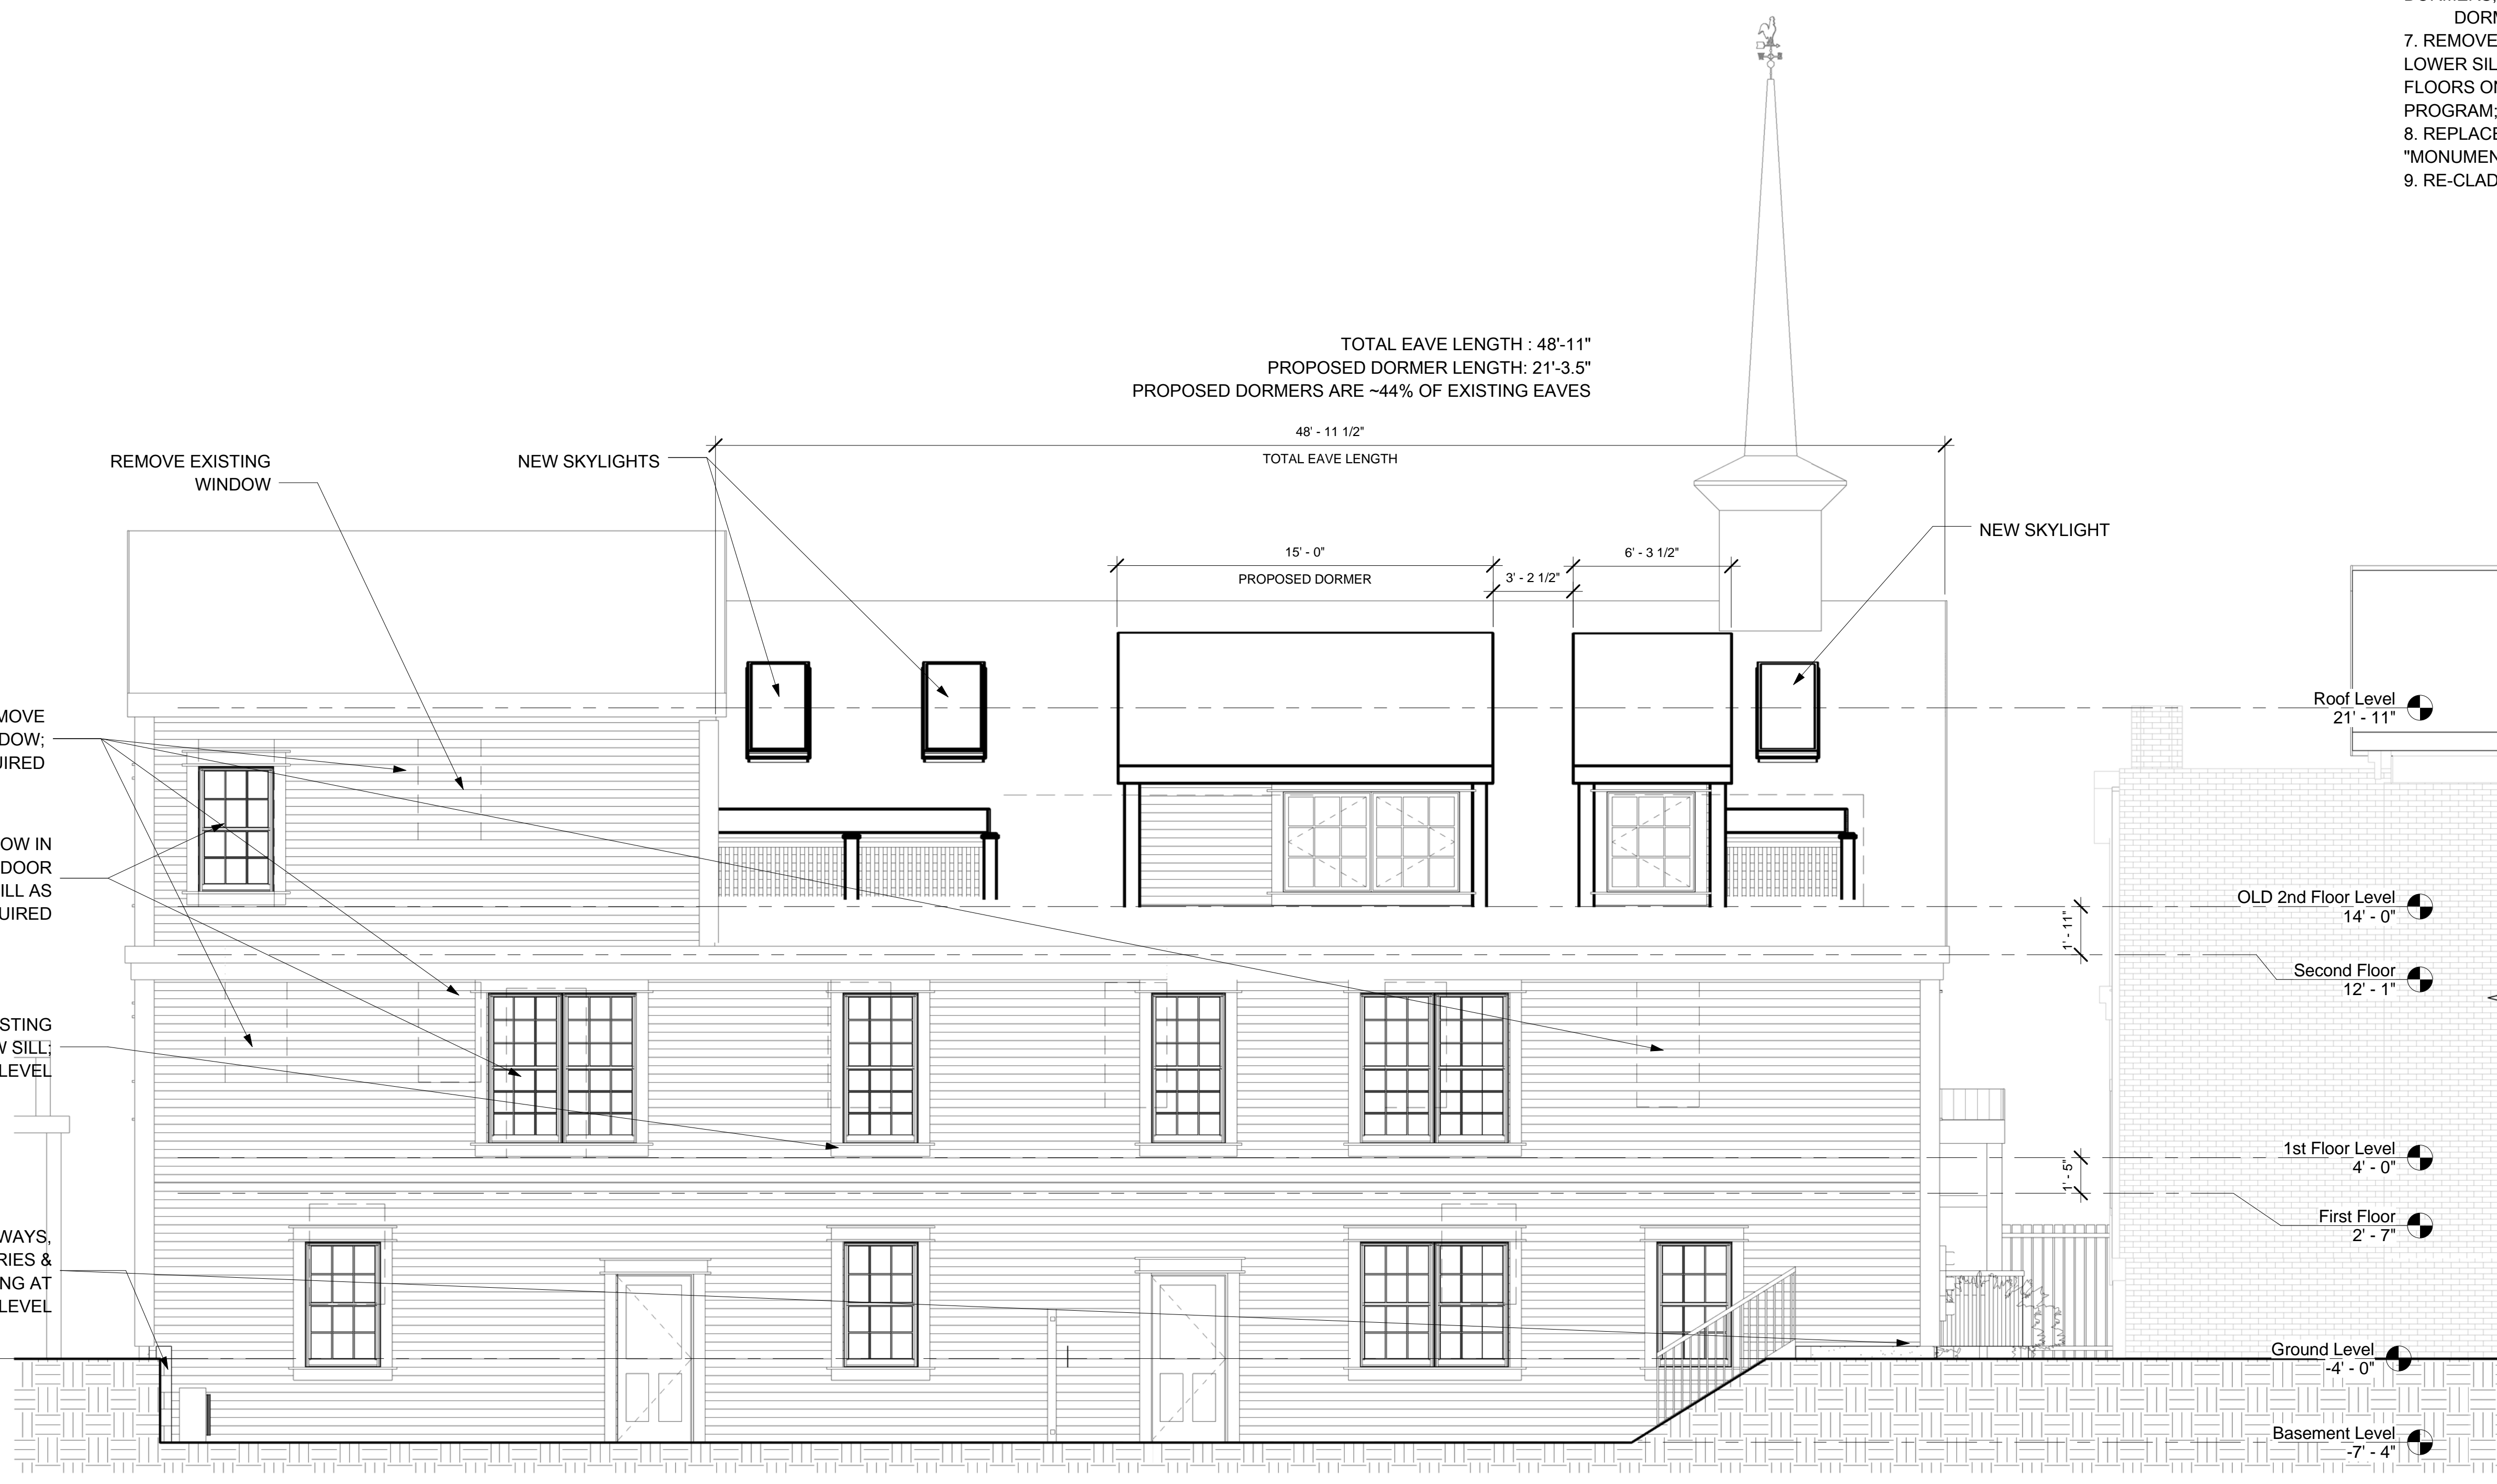 DORM
7. REMOVE
LOWER SIL
FLOORS ON
PROGRAM;
8. REPLACE
"MONUMEN
9. RE-CLAD
TOTAL EAVE LENGTH : 48'-11"
PROPOSED DORMER LENGTH: 21'-3.5"
PROPOSED DORMERS ARE ~44% OF EXISTING EAVES
48' - 11 1/2"
TOTAL EAVE LENGTH
REMOVE EXISTING
WINDOW
NEW SKYLIGHTS
NEW SKYLIGHT
15' - 0"
PROPOSED DORMER
3' - 2 1/2"
6' - 3 1/2"
MOVE
DOW;
UIRED
OW IN
DOOR
ILL AS
UIRED
STING
W SILL;
LEVEL
WAYS,
RIES &
NG AT
LEVEL
Roof Level
21' - 11"
OLD 2nd Floor Level
14' - 0"
1' - 11"
Second Floor
12' - 1"
1st Floor Level
4' - 0"
1' - 5"
First Floor
2' - 7"
Ground Level
-4' - 0"
Basement Level
-7' - 4"